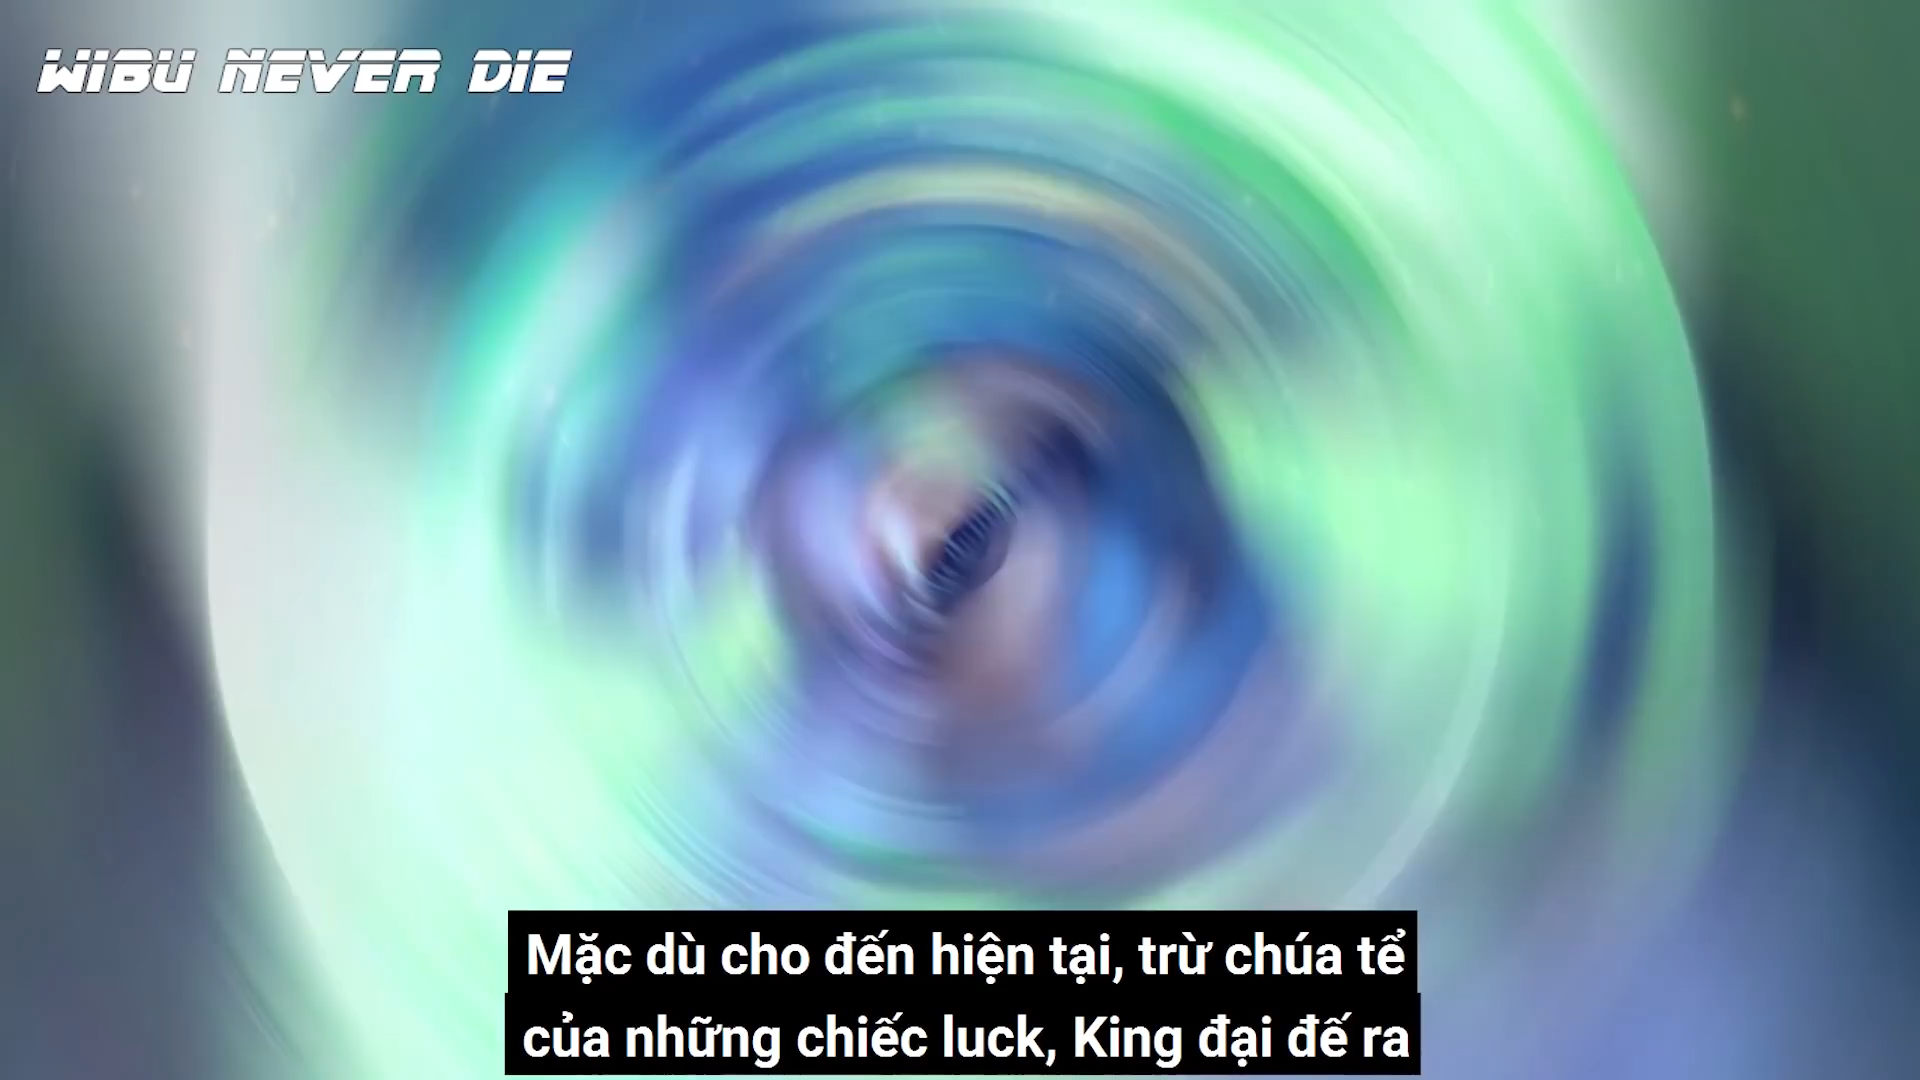 WIBU NEVER DIE
Mặc dù cho đến hiện tại, trừ chúa tể
của những chiếc luck, King đại đế ra